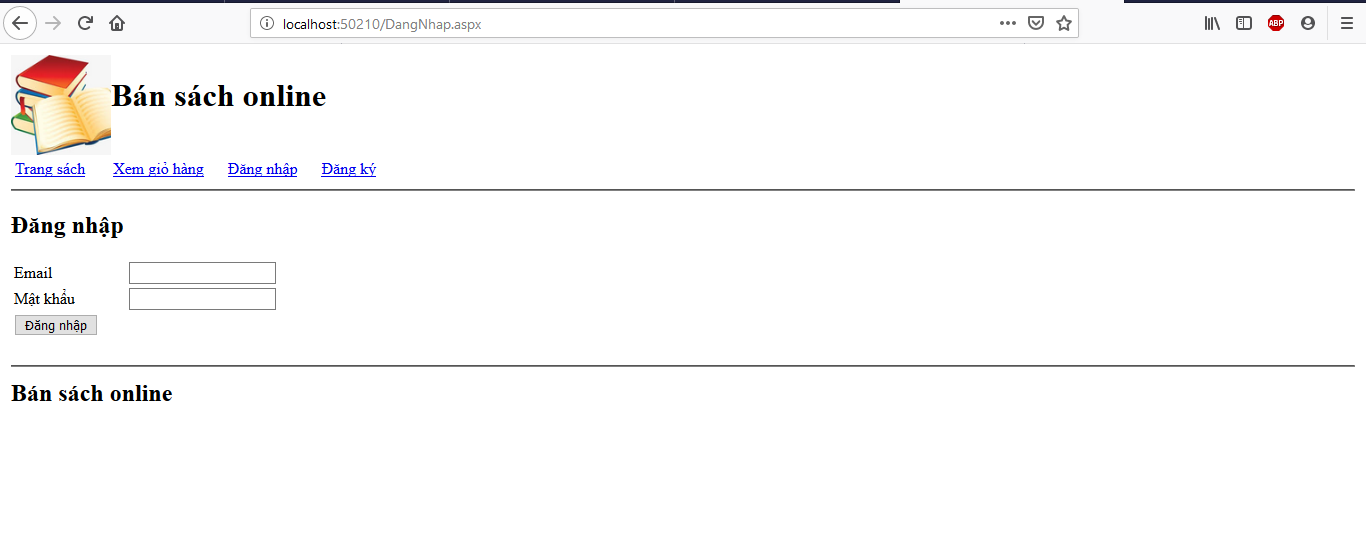 localhost:50210/DangNhap.aspx
ABP
Bán sách online
Trang sách Xem giỏ hàng Đăng nhập Đăng ký
Đăng nhập
Email
Mật khẩu
Đăng nhập
Bán sách online